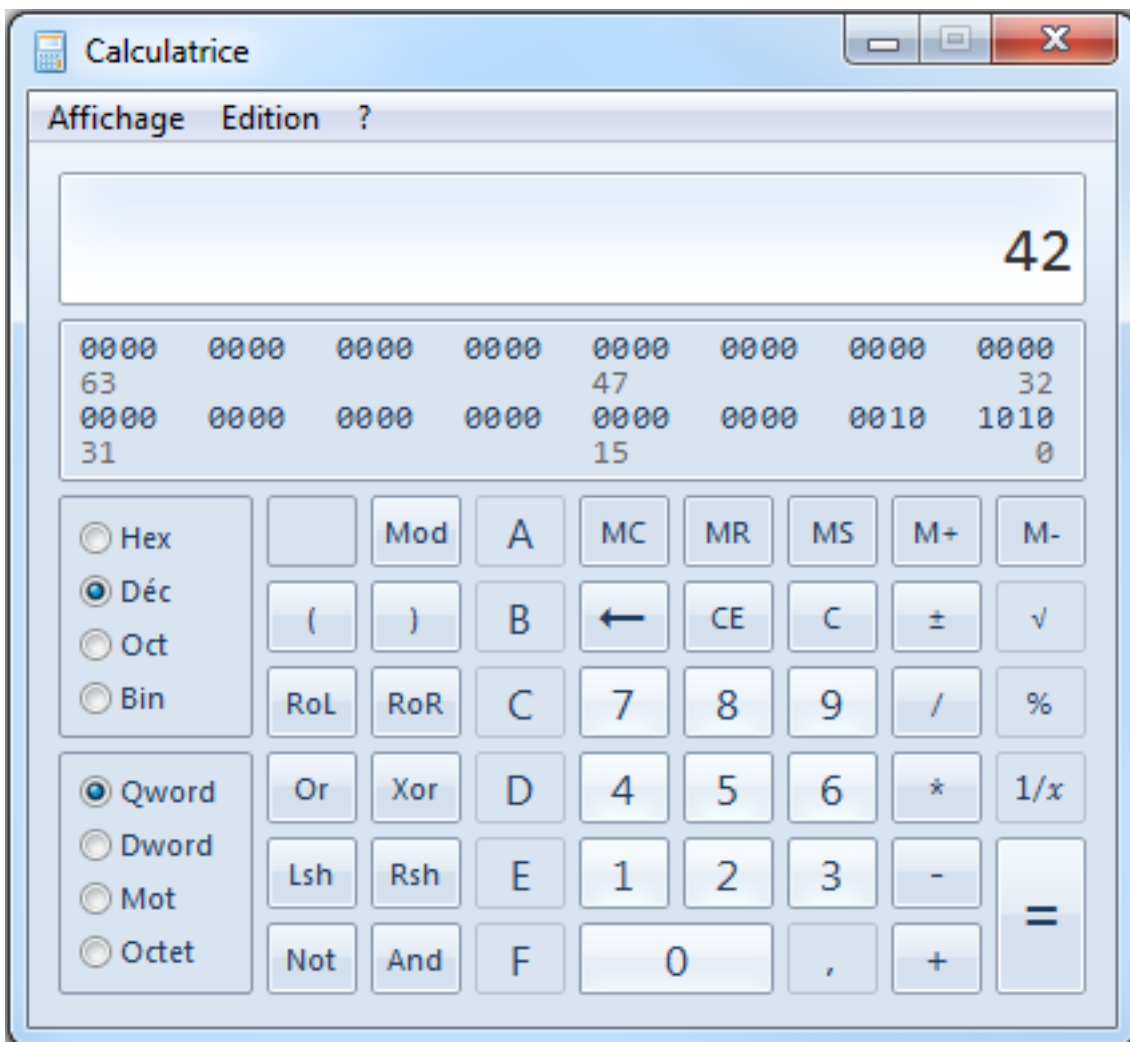 Calculatrice
Affichage Edition ?
42
0000 0000 0000 0000 0000 0000 0000 0000
63 47 32
0000 0000 0000 0000 0000 0000 0010 1010
31 15 0
Hex Mod A MC MR MS M+ M-
Déc ( ) B ← CE C ± √
Oct
Bin RoL RoR C 7 8 9 / %
Qword Or Xor D 4 5 6 * 1/x
Dword
Mot Lsh Rsh E 1 2 3 - =
Octet Not And F 0 , +